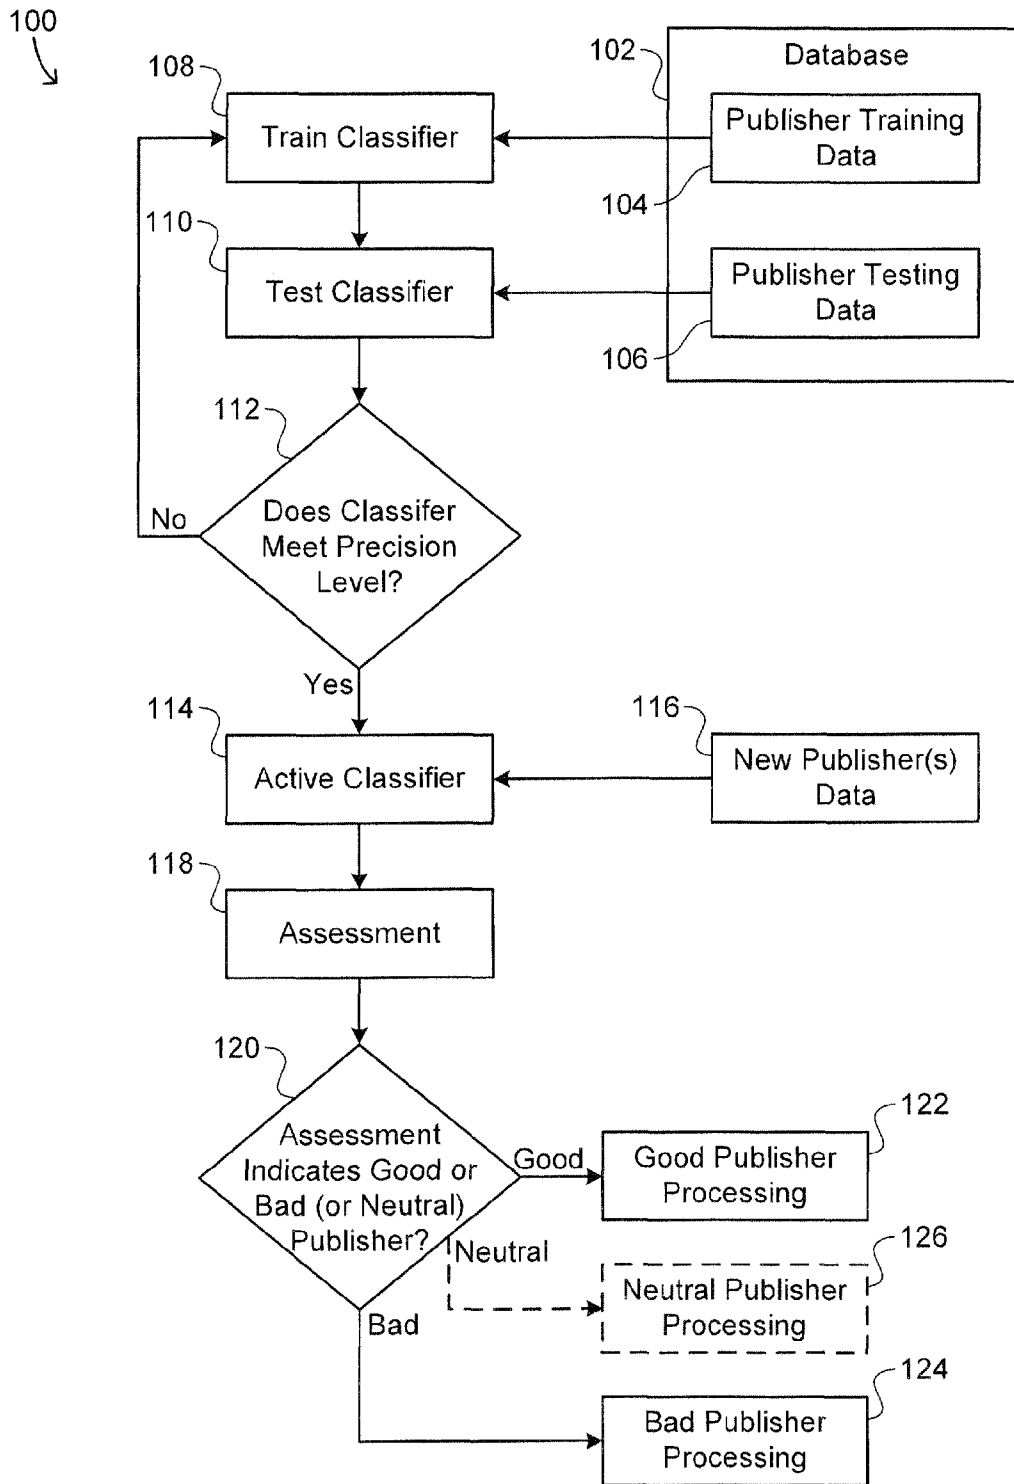 100
108
Train Classifier
102
Database
Publisher Training
Data
104
110
Test Classifier
Publisher Testing
Data
106
112
Does Classifer
Meet Precision
Level?
No
Yes
114
Active Classifier
116
New Publisher(s)
Data
118
Assessment
120
Assessment
Indicates Good or
Bad (or Neutral)
Publisher?
Good
122
Good Publisher
Processing
Neutral
126
Neutral Publisher
Processing
Bad
124
Bad Publisher
Processing